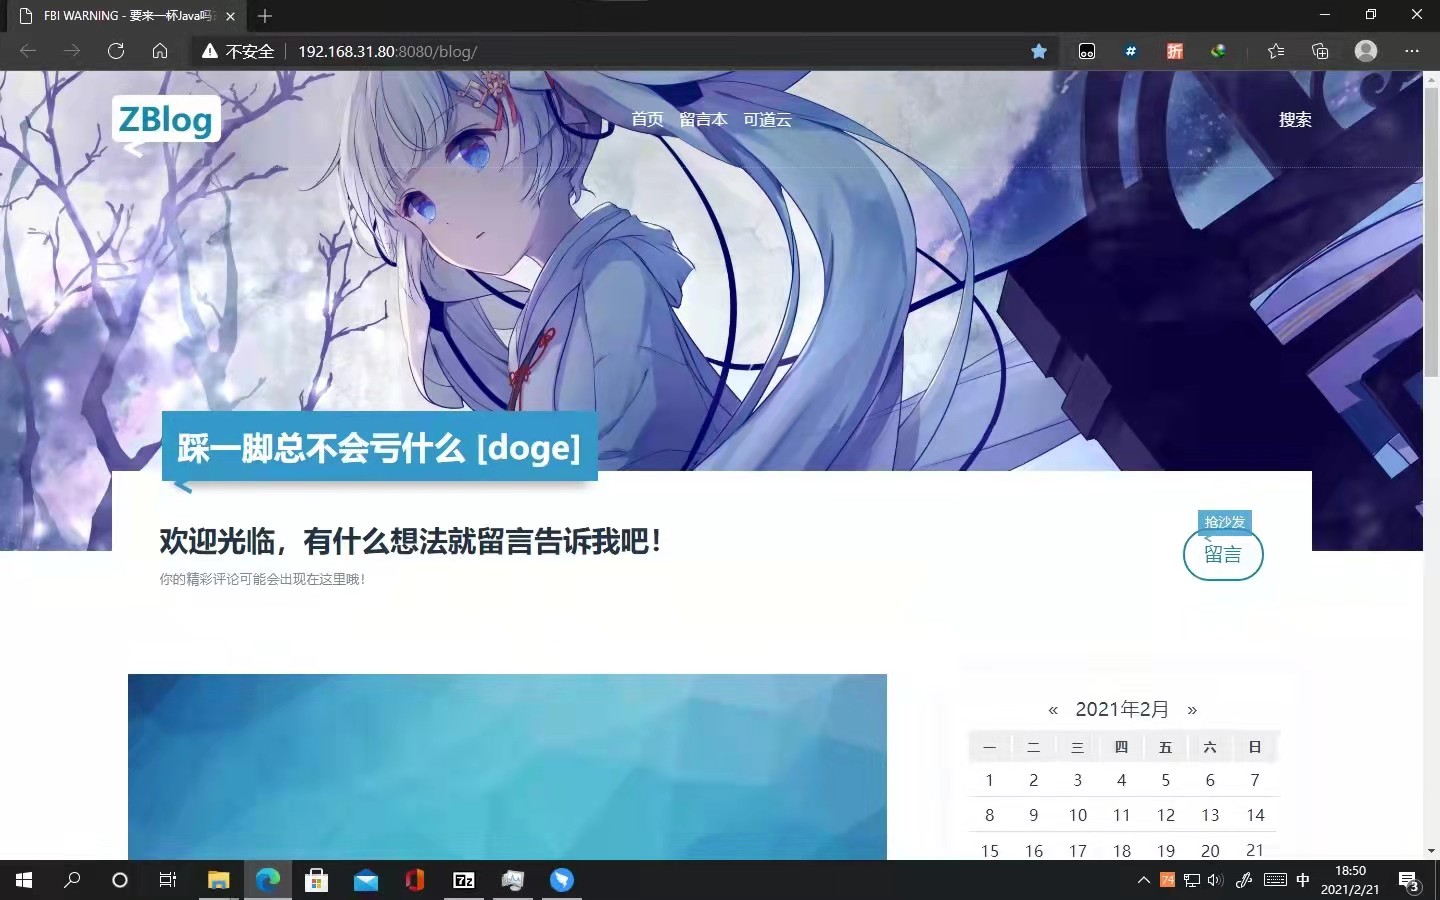 FBI WARNING - 要来一杯Java吗
不安全
192.168.31.80:8080/blog/
折
ZBlog
首页 留言本 可道云
搜索
踩一脚总不会亏什么 [doge]
欢迎光临，有什么想法就留言告诉我吧！
你的精彩评论可能会出现在这里哦！
抢沙发
留言
« 2021年2月 »
一 二 三 四 五 六 日
1 2 3 4 5 6 7
8 9 10 11 12 13 14
15 16 17 18 19 20 21
7z
74
中
18:50
2021/2/21
3